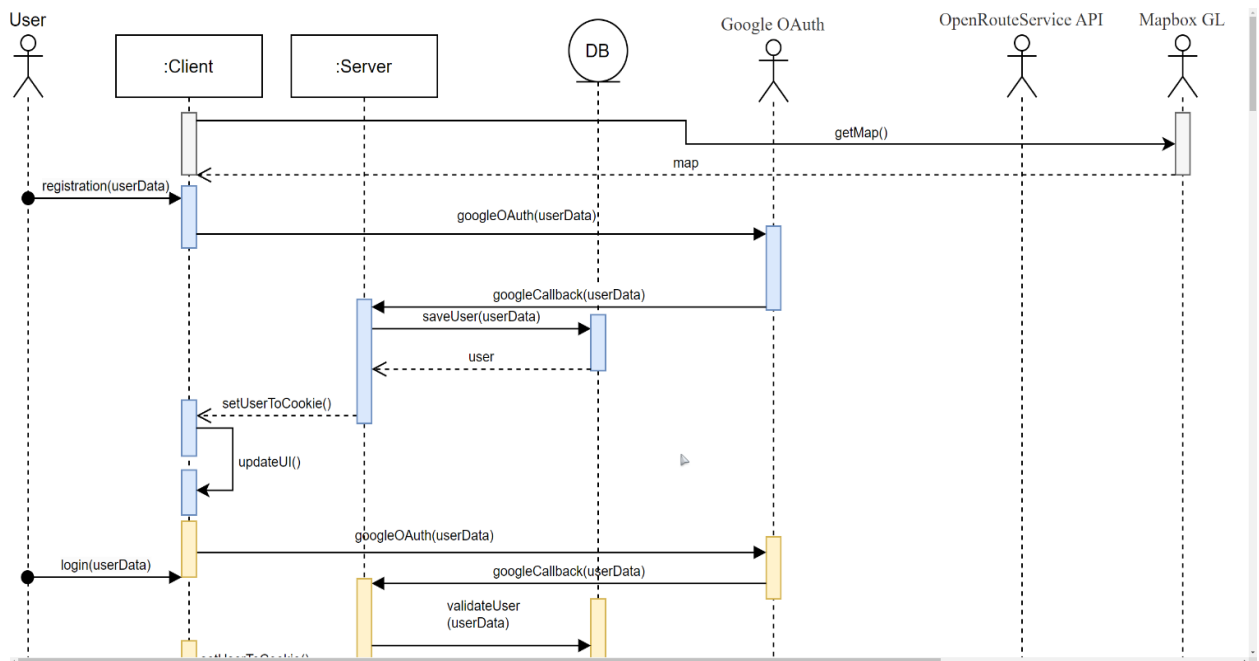 User
Google OAuth
OpenRouteService API
Mapbox GL
:Client
:Server
DB
getMap()
map
registration(userData)
googleOAuth(userData)
googleCallback(userData)
saveUser(userData)
user
setUserToCookie()
updateUI()
googleOAuth(userData)
login(userData)
googleCallback(userData)
validateUser
(userData)
setUserToCookie()